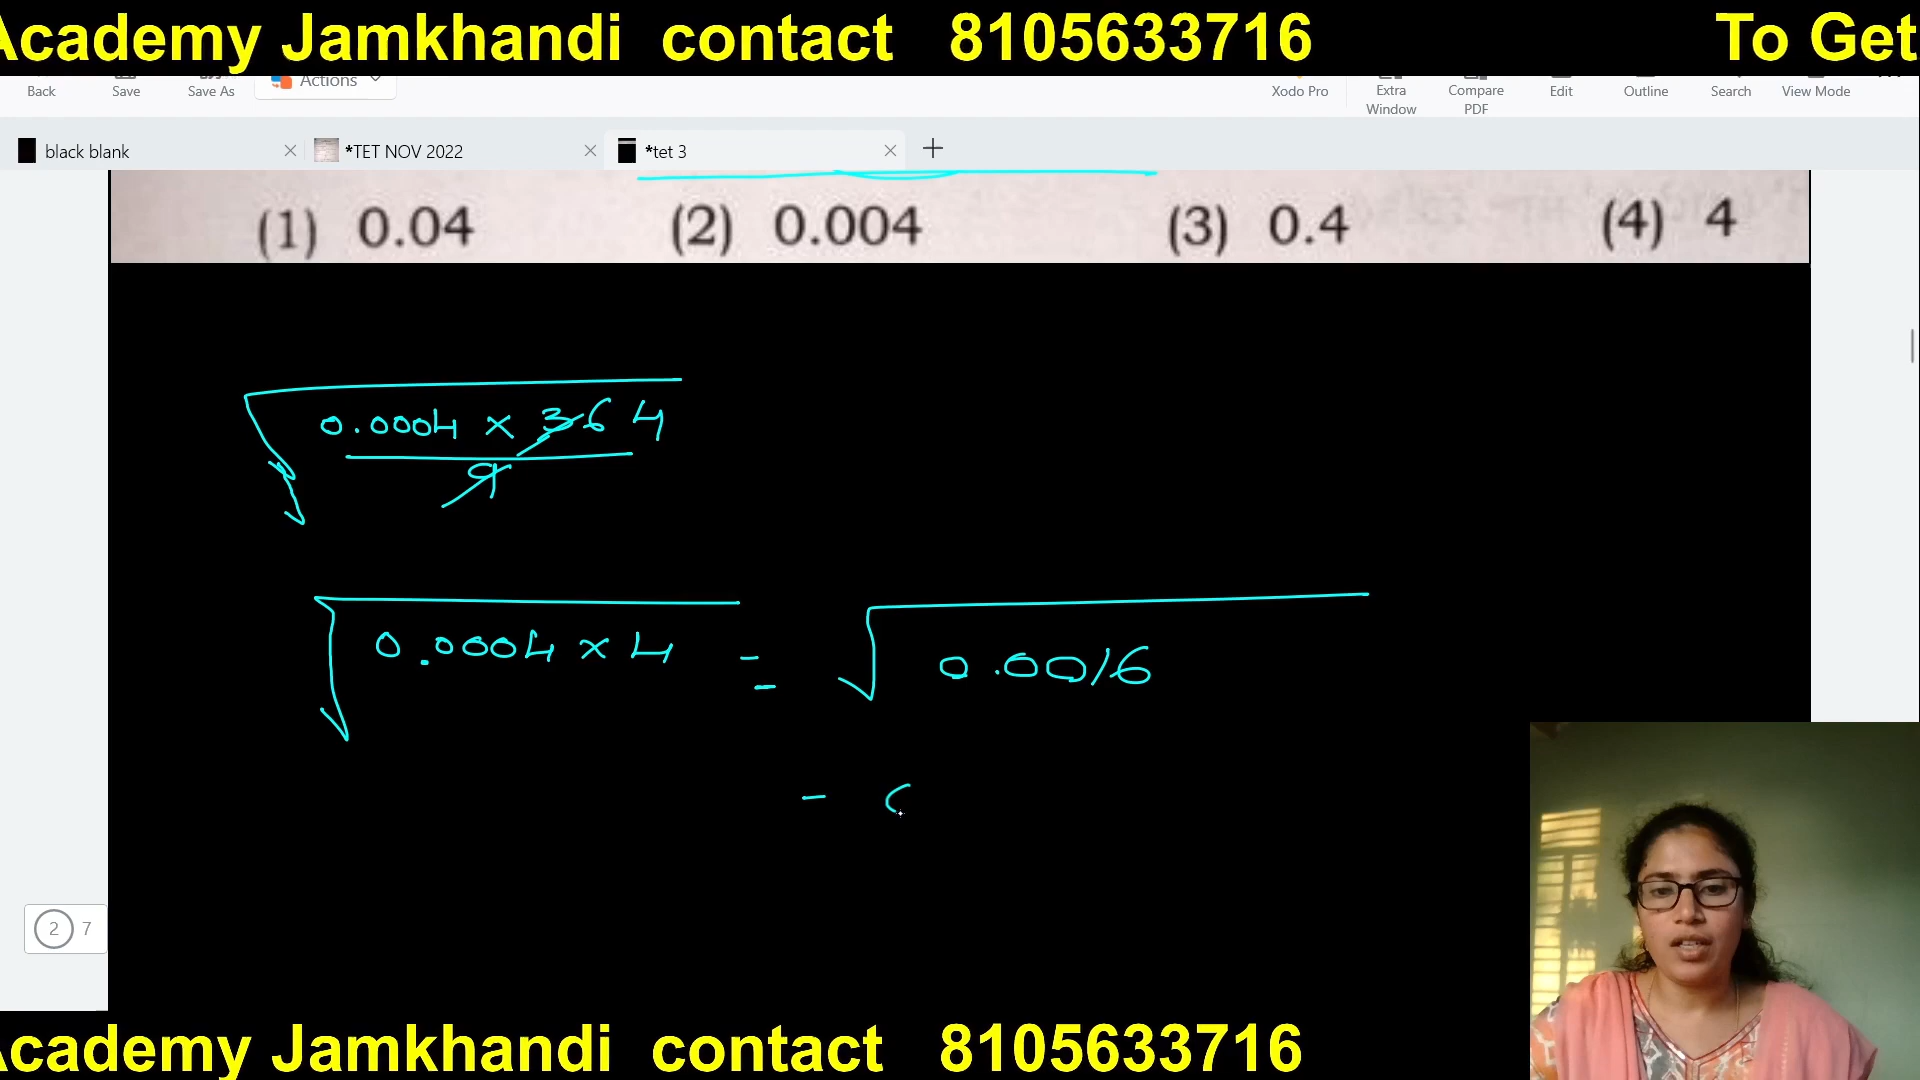 Academy Jamkhandi contact 8105633716 To Get
Back Save Save As Actions Xodo Pro Extra Window Compare PDF Edit Outline Search View Mode
black blank *TET NOV 2022 *tet 3
(1) 0.04 (2) 0.004 (3) 0.4 (4) 4
0.0004 × 36 4
9
√0.0004 × 4 = √0.0016
-
2 7
Academy Jamkhandi contact 8105633716